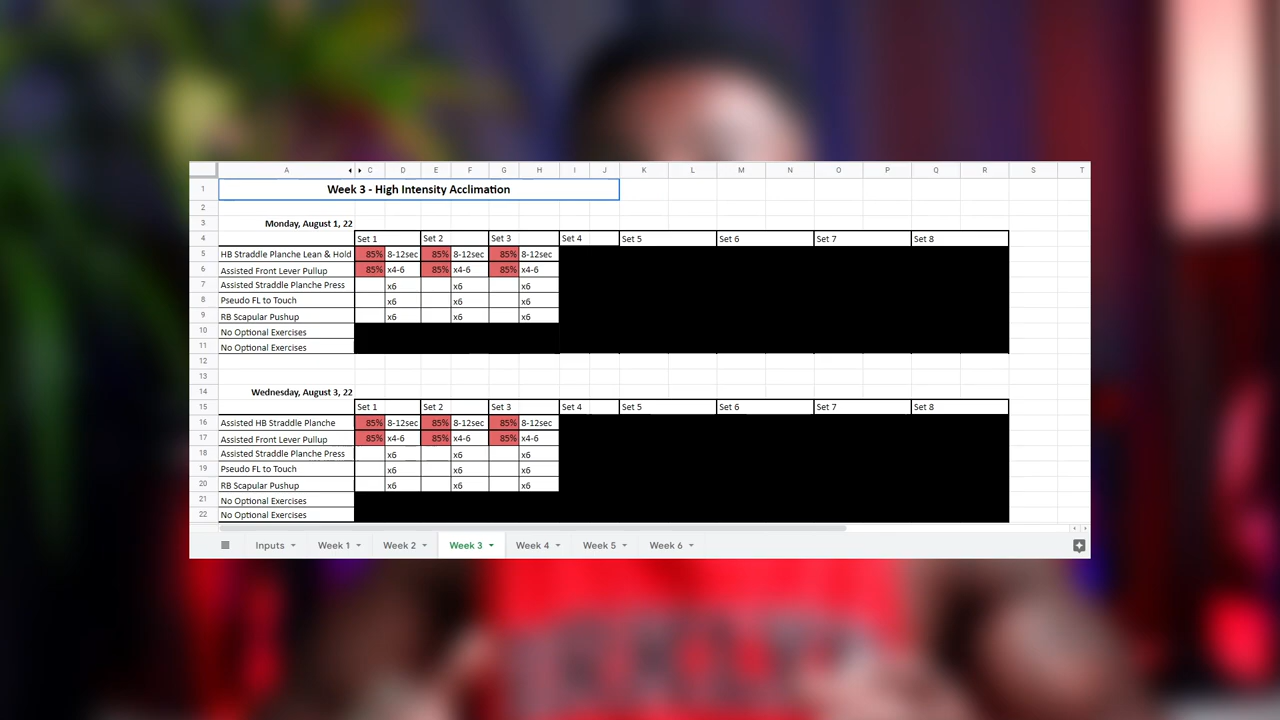 A C D E F G H I J K L M N O P Q R S T
1 Week 3 - High Intensity Acclimation
2
3 Monday, August 1, 22
4 Set 1 Set 2 Set 3 Set 4 Set 5 Set 6 Set 7 Set 8
5 HB Straddle Planche Lean & Hold 85% 8-12sec 85% 8-12sec 85% 8-12sec
6 Assisted Front Lever Pullup 85% x4-6 85% x4-6 85% x4-6
7 Assisted Straddle Planche Press x6 x6 x6
8 Pseudo FL to Touch x6 x6 x6
9 RB Scapular Pushup x6 x6 x6
10 No Optional Exercises
11 No Optional Exercises
12
13
14 Wednesday, August 3, 22
15 Set 1 Set 2 Set 3 Set 4 Set 5 Set 6 Set 7 Set 8
16 Assisted HB Straddle Planche 85% 8-12sec 85% 8-12sec 85% 8-12sec
17 Assisted Front Lever Pullup 85% x4-6 85% x4-6 85% x4-6
18 Assisted Straddle Planche Press x6 x6 x6
19 Pseudo FL to Touch x6 x6 x6
20 RB Scapular Pushup x6 x6 x6
21 No Optional Exercises
22 No Optional Exercises
Inputs Week 1 Week 2 Week 3 Week 4 Week 5 Week 6